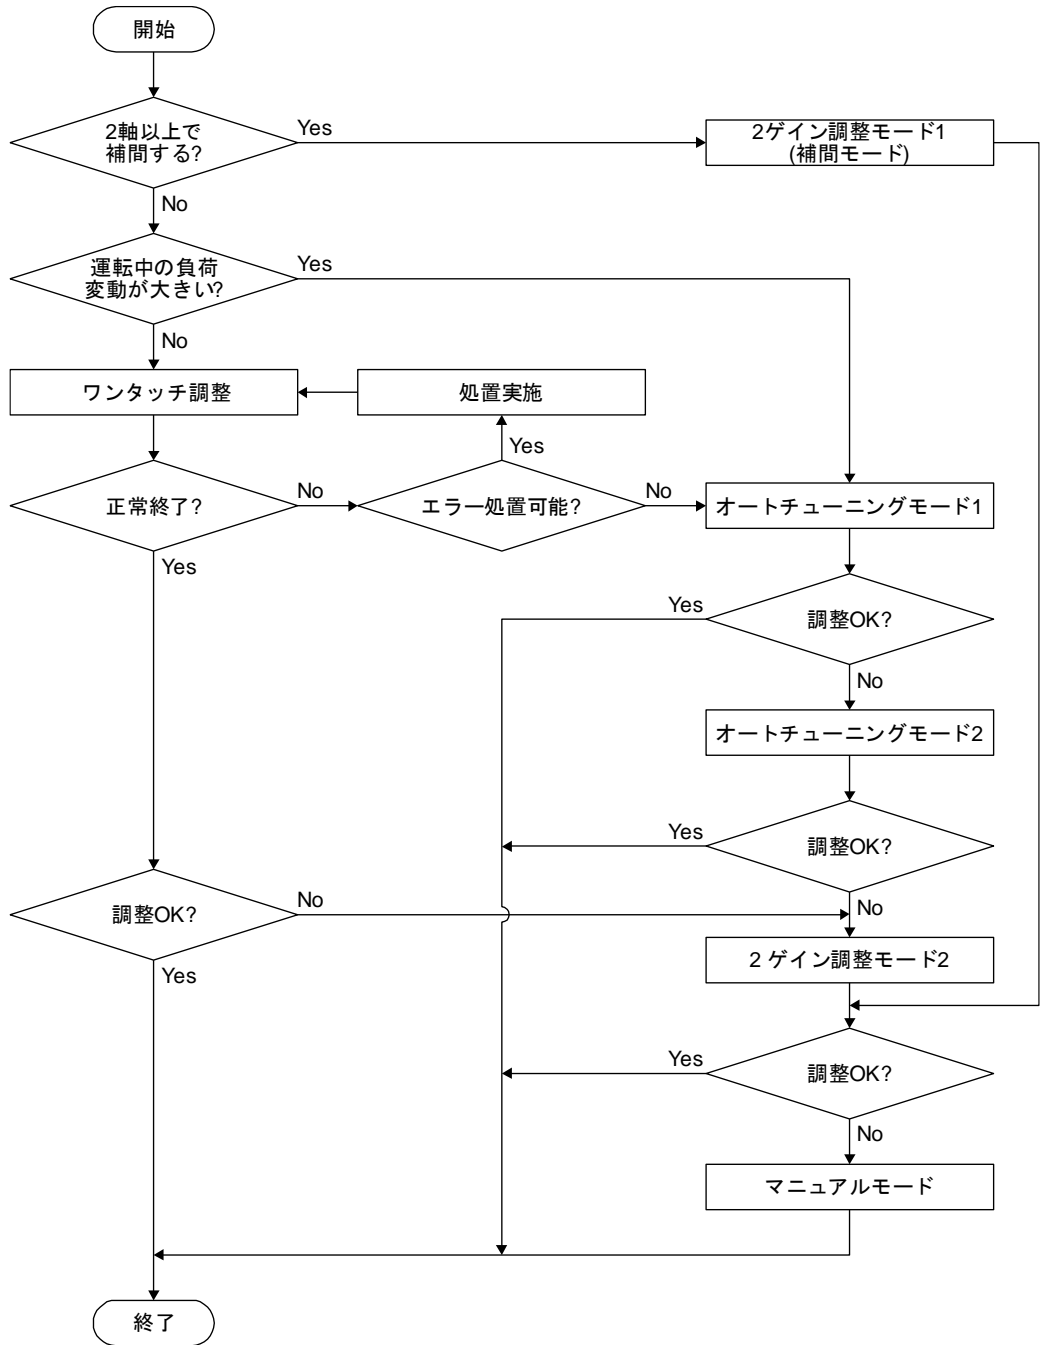 開始
2軸以上で
補間する?
Yes
2ゲイン調整モード1
(補間モード)
No
運転中の負荷
変動が大きい?
Yes
No
ワンタッチ調整
処置実施
Yes
正常終了?
No
エラー処置可能?
No
オートチューニングモード1
Yes
Yes
調整OK?
No
オートチューニングモード2
Yes
調整OK?
調整OK?
No
No
2 ゲイン調整モード2
Yes
Yes
調整OK?
No
マニュアルモード
終了